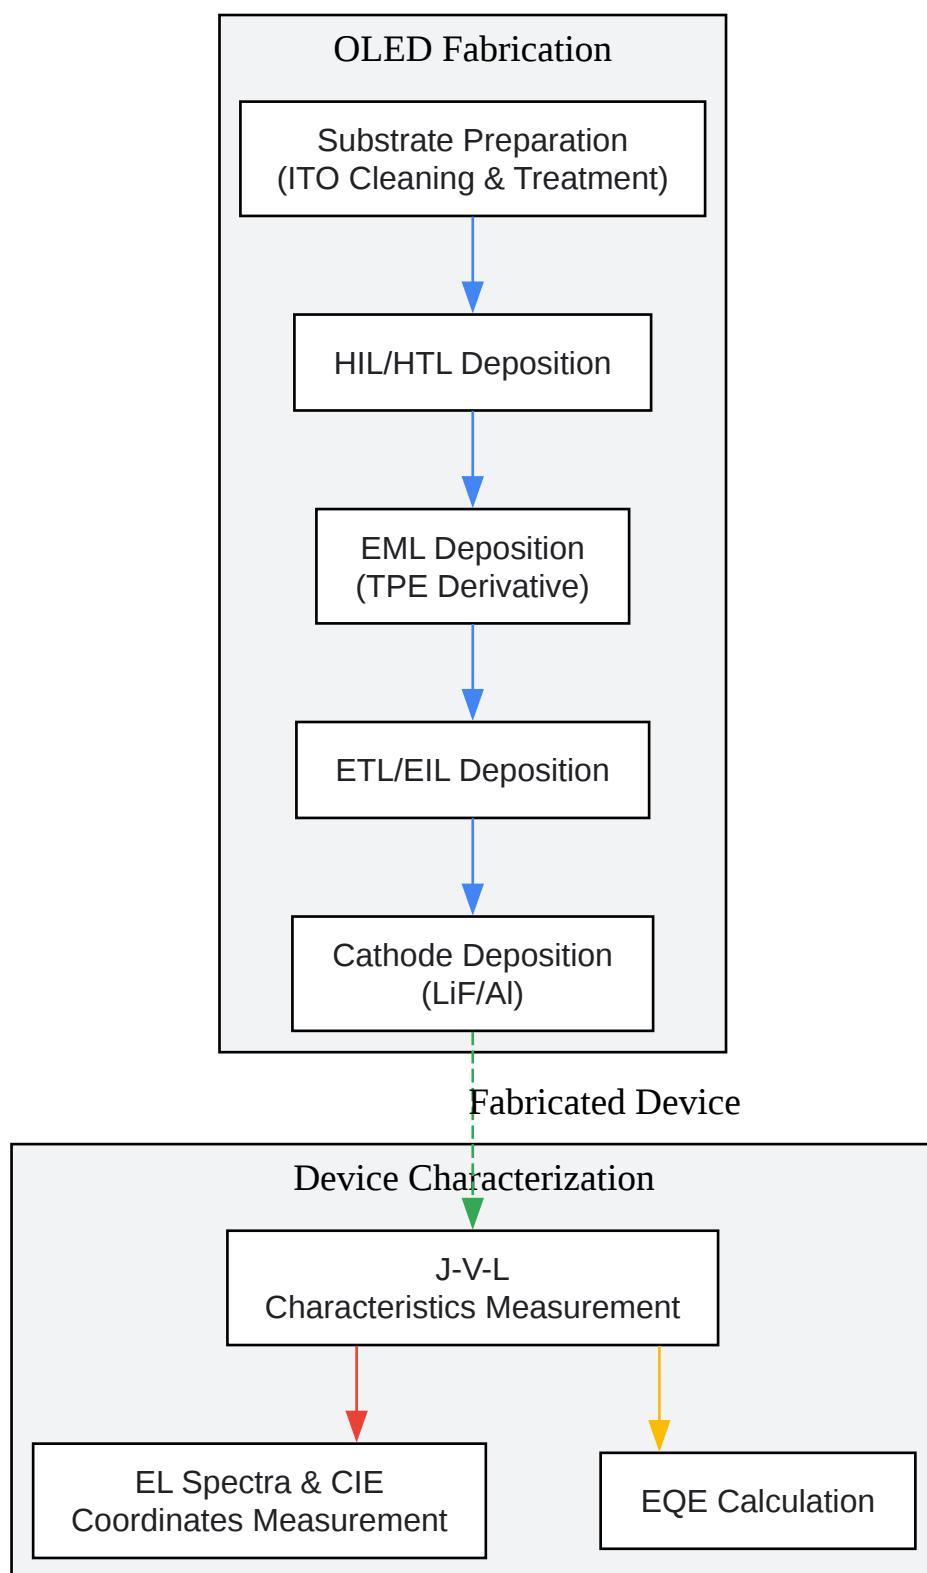 OLED Fabrication
Substrate Preparation
(ITO Cleaning & Treatment)
HIL/HTL Deposition
EML Deposition
(TPE Derivative)
ETL/EIL Deposition
Cathode Deposition
(LiF/Al)
Fabricated Device
Device Characterization
J-V-L
Characteristics Measurement
EL Spectra & CIE
Coordinates Measurement
EQE Calculation